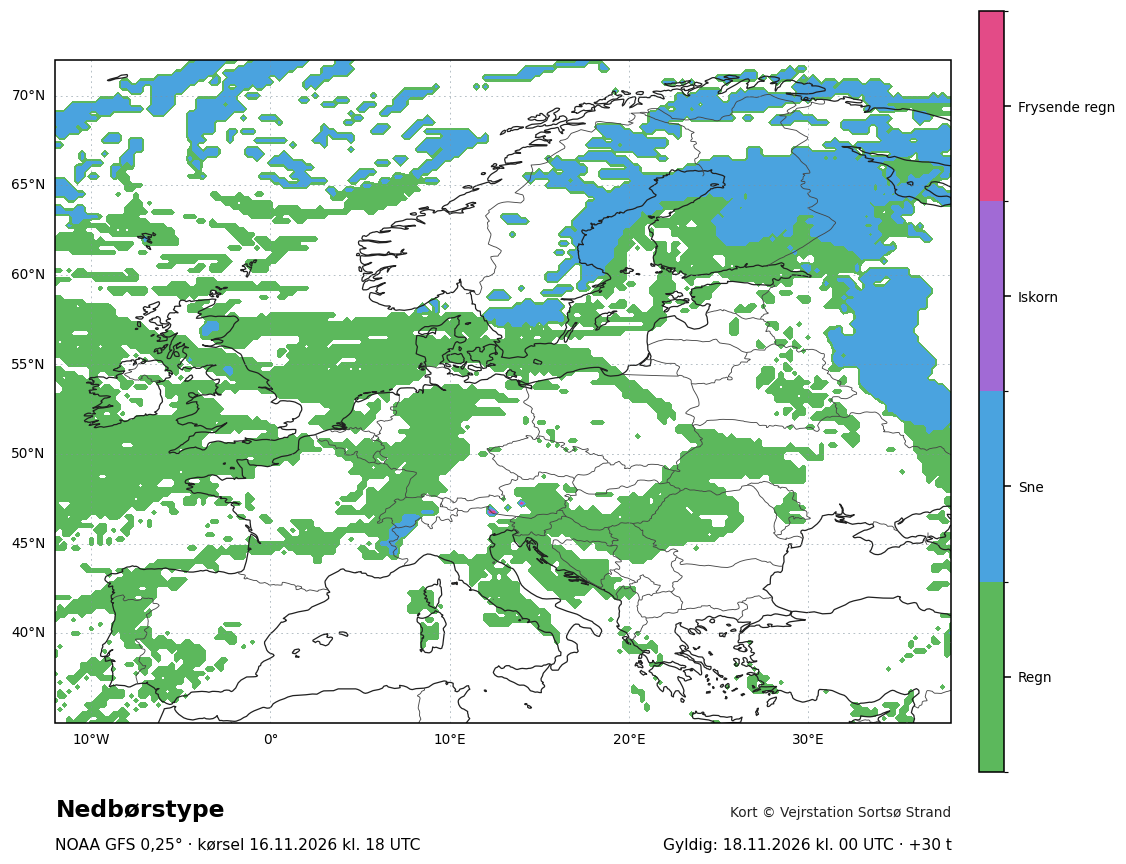 70°N
65°N
60°N
55°N
50°N
45°N
40°N
10°W
0°
10°E
20°E
30°E
Frysende regn
Iskorn
Sne
Regn
Nedbørstype
Kort © Vejrstation Sortsø Strand
NOAA GFS 0,25° · kørsel 16.11.2026 kl. 18 UTC
Gyldig: 18.11.2026 kl. 00 UTC · +30 t